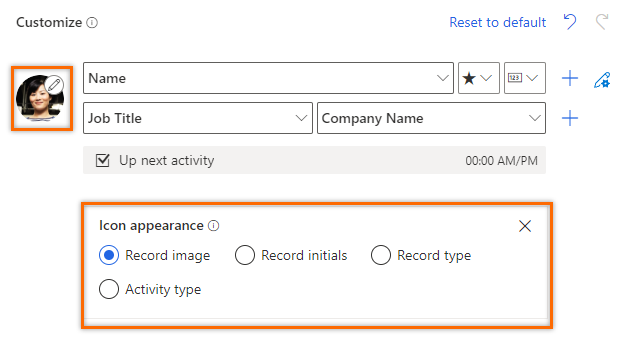 Customize
Reset to default
Name
123
Job Title
Company Name
Up next activity
00:00 AM/PM
Icon appearance
Record image
Record initials
Record type
Activity type